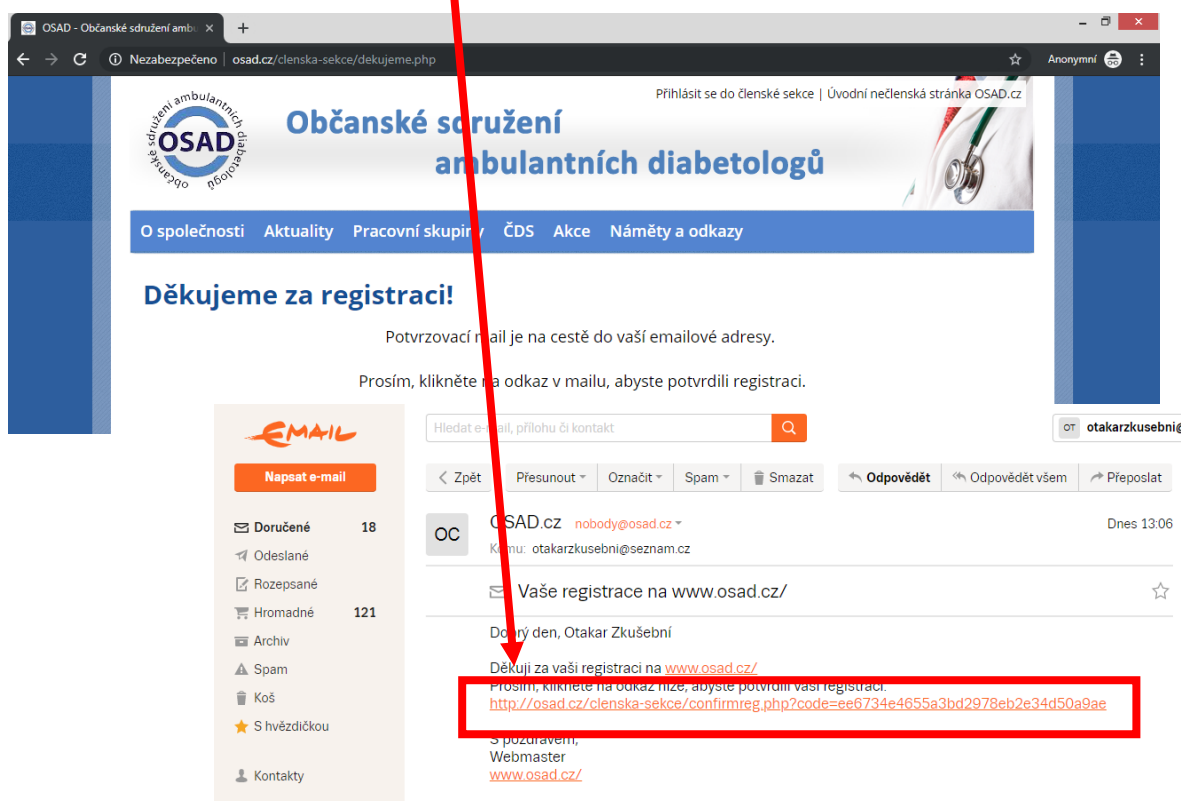 OSAD - Občanské sdružení ambu
Nezabezpečeno | osad.cz/clenska-sekce/dekujeme.php
Anonymní
Přihlásit se do členské sekce | Úvodní nečlenská stránka OSAD.cz
občanské sdružení ambulantních diabetologů
OSAD
Občanské sdružení
ambulantních diabetologů
O společnosti Aktuality Pracovní skupiny ČDS Akce Náměty a odkazy
Děkujeme za registraci!
Potvrzovací mail je na cestě do vaší emailové adresy.
Prosím, klikněte na odkaz v mailu, abyste potvrdili registraci.
EMAIL
Hledat e-mail, přílohu či kontakt
OT otakarzkusebni@
Napsat e-mail
Zpět Přesunout Označit Spam Smazat Odpovědět Odpovědět všem Přeposlat
Doručené 18
Odeslané
Rozepsané
Hromadné 121
Archiv
Spam
Koš
S hvězdičkou
Kontakty
OC
OSAD.cz nobody@osad.cz
Dnes 13:06
Komu: otakarzkusebni@seznam.cz
Vaše registrace na www.osad.cz/
Dobrý den, Otakar Zkušební
Děkuji za vaši registraci na www.osad.cz/
Prosím, klikněte na odkaz níže, abyste potvrdili vaši registraci.
http://osad.cz/clenska-sekce/confirmreg.php?code=ee6734e4655a3bd2978eb2e34d50a9ae
S pozdravem,
Webmaster
www.osad.cz/